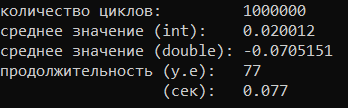 количество циклов: 1000000
среднее значение (int): 0.020012
среднее значение (double): -0.0705151
продолжительность (у.е): 77
(сек): 0.077